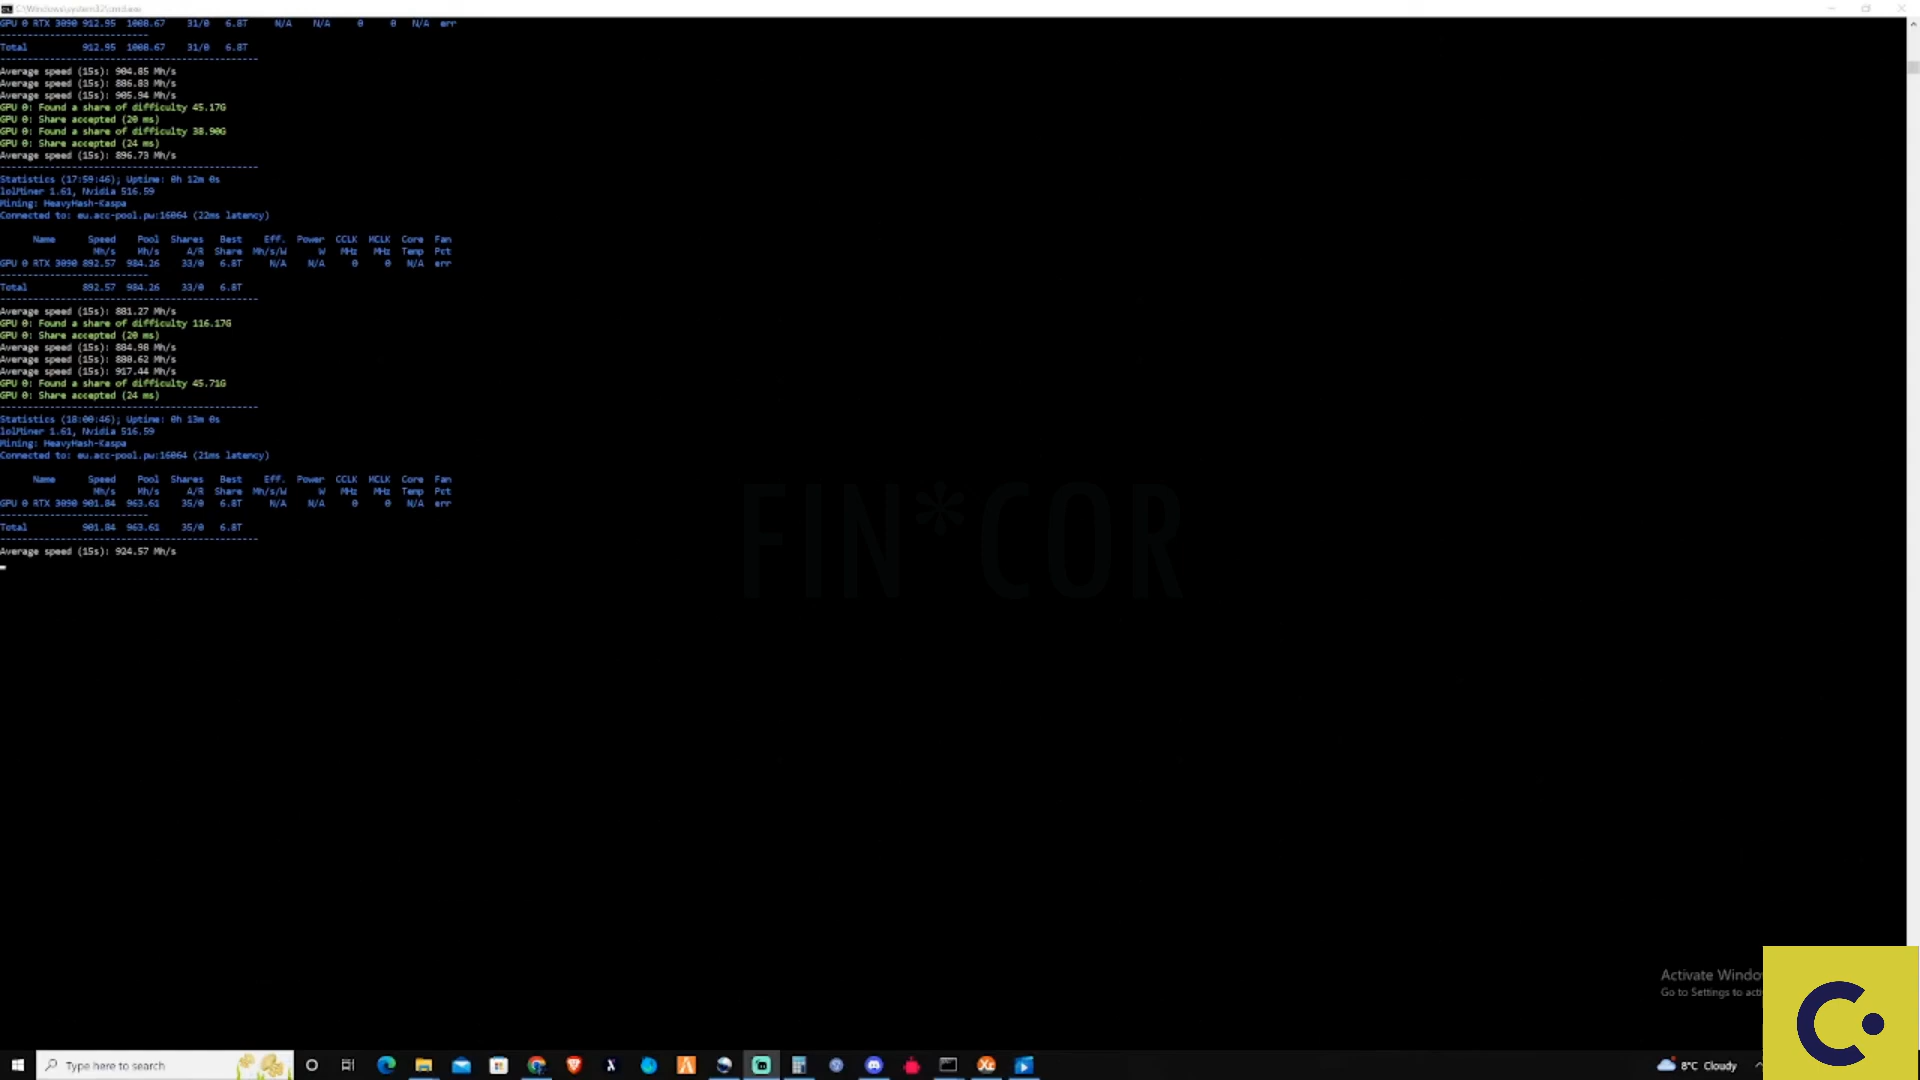 C:\Windows\system32\cmd.exe
GPU 0 RTX 3090 912.95 1008.67 31/0 6.8T N/A N/A 0 0 N/A err
-----------------------------
Total 912.95 1008.67 31/0 6.8T
-----------------------------------------------
Average speed (15s): 904.85 Mh/s
Average speed (15s): 886.83 Mh/s
Average speed (15s): 905.94 Mh/s
GPU 0: Found a share of difficulty 45.17G
GPU 0: Share accepted (20 ms)
GPU 0: Found a share of difficulty 38.90G
GPU 0: Share accepted (24 ms)
Average speed (15s): 896.73 Mh/s
-----------------------------------------------
Statistics (17:59:46); Uptime: 0h 12m 0s
lolMiner 1.61, Nvidia 516.59
Mining: HeavyHash-Kaspa
Connected to: eu.acc-pool.pw:16064 (22ms latency)
Name Speed Pool Shares Best Eff. Power CCLK MCLK Core Fan
Mh/s Mh/s A/R Share Mh/s/W W MHz MHz Temp Pct
GPU 0 RTX 3090 892.57 984.26 33/0 6.8T N/A N/A 0 0 N/A err
-----------------------------
Total 892.57 984.26 33/0 6.8T
-----------------------------------------------
Average speed (15s): 881.27 Mh/s
GPU 0: Found a share of difficulty 116.17G
GPU 0: Share accepted (20 ms)
Average speed (15s): 884.98 Mh/s
Average speed (15s): 880.62 Mh/s
Average speed (15s): 917.44 Mh/s
GPU 0: Found a share of difficulty 45.71G
GPU 0: Share accepted (24 ms)
-----------------------------------------------
Statistics (18:00:46); Uptime: 0h 13m 0s
lolMiner 1.61, Nvidia 516.59
Mining: HeavyHash-Kaspa
Connected to: eu.acc-pool.pw:16064 (21ms latency)
Name Speed Pool Shares Best Eff. Power CCLK MCLK Core Fan
Mh/s Mh/s A/R Share Mh/s/W W MHz MHz Temp Pct
GPU 0 RTX 3090 901.84 963.61 35/0 6.8T N/A N/A 0 0 N/A err
-----------------------------
Total 901.84 963.61 35/0 6.8T
-----------------------------------------------
Average speed (15s): 924.57 Mh/s
FIN*COR
Activate Windo
Go to Settings to acti
Type here to search
8°C Cloudy